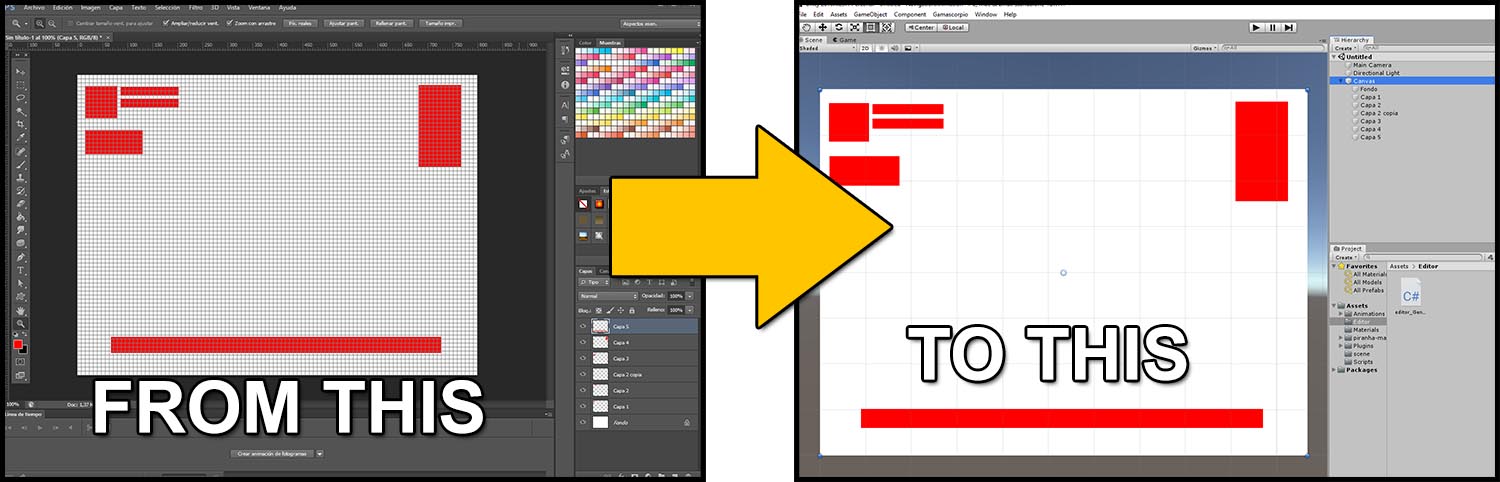 Archivo Edición Imagen Capa Texto Selección Filtro 3D Vista Ventana Ayuda
Cambiar tamaño vent. para ajustar Ampliar/reducir vent. Zoom con arrastre Píx. reales Ajustar pant. Rellenar pant. Tamaño impr. Aspectos esen.
Sin título-1 al 100% (Capa 5, RGB/8) *
Color Muestras
Ajustes
Capas
Tipo
Normal Opacidad: 100%
Bloq.: Relleno: 100%
Capa 5
Capa 4
Capa 3
Capa 2 copia
Capa 2
Capa 1
Fondo
100%
Línea de tiempo
Crear animación de fotogramas
FROM THIS
File Edit Assets GameObject Component Gamascorpio Window Help
Center Local
Scene Game
Shaded 2D Gizmos All
TO THIS
Hierarchy
Create All
Untitled
Main Camera
Directional Light
Canvas
Fondo
Capa 1
Capa 2
Capa 2 copia
Capa 3
Capa 4
Capa 5
Project
Create
Favorites
All Material
All Models
All Prefabs
Assets
Animations
Editor
Materials
piranha-ma
Plugins
scene
Scripts
Packages
Assets > Editor
C#
editor_Gen...